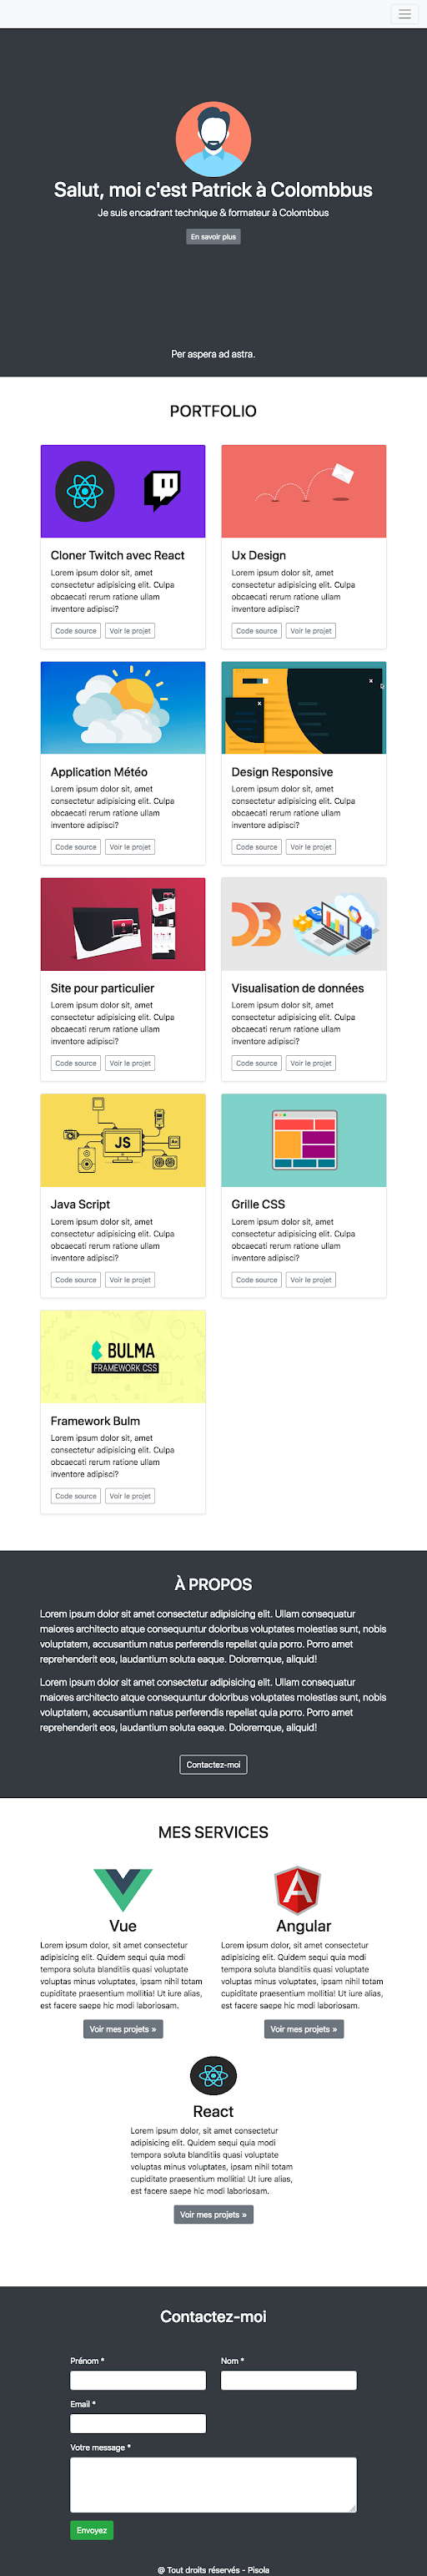 Salut, moi c'est Patrick à Colombbus
Je suis encadrant technique & formateur à Colombbus
En savoir plus
Per aspera ad astra.
PORTFOLIO
Cloner Twitch avec React
Lorem ipsum dolor sit, amet
consectetur adipisicing elit. Culpa
obcaecati rerum ratione ullam
inventore adipisci?
Code source Voir le projet
Ux Design
Lorem ipsum dolor sit, amet
consectetur adipisicing elit. Culpa
obcaecati rerum ratione ullam
inventore adipisci?
Code source Voir le projet
Application Météo
Lorem ipsum dolor sit, amet
consectetur adipisicing elit. Culpa
obcaecati rerum ratione ullam
inventore adipisci?
Code source Voir le projet
Design Responsive
Lorem ipsum dolor sit, amet
consectetur adipisicing elit. Culpa
obcaecati rerum ratione ullam
inventore adipisci?
Code source Voir le projet
Site pour particulier
Lorem ipsum dolor sit, amet
consectetur adipisicing elit. Culpa
obcaecati rerum ratione ullam
inventore adipisci?
Code source Voir le projet
D3
Visualisation de données
Lorem ipsum dolor sit, amet
consectetur adipisicing elit. Culpa
obcaecati rerum ratione ullam
inventore adipisci?
Code source Voir le projet
JS
Ae
Java Script
Lorem ipsum dolor sit, amet
consectetur adipisicing elit. Culpa
obcaecati rerum ratione ullam
inventore adipisci?
Code source Voir le projet
Grille CSS
Lorem ipsum dolor sit, amet
consectetur adipisicing elit. Culpa
obcaecati rerum ratione ullam
inventore adipisci?
Code source Voir le projet
BULMA
FRAMEWORK CSS
Framework Bulm
Lorem ipsum dolor sit, amet
consectetur adipisicing elit. Culpa
obcaecati rerum ratione ullam
inventore adipisci?
Code source Voir le projet
À PROPOS
Lorem ipsum dolor sit amet consectetur adipisicing elit. Ullam consequatur
maiores architecto atque consequuntur doloribus voluptates molestias sunt, nobis
voluptatem, accusantium natus perferendis repellat quia porro. Porro amet
reprehenderit eos, laudantium soluta eaque. Doloremque, aliquid!
Lorem ipsum dolor sit amet consectetur adipisicing elit. Ullam consequatur
maiores architecto atque consequuntur doloribus voluptates molestias sunt, nobis
voluptatem, accusantium natus perferendis repellat quia porro. Porro amet
reprehenderit eos, laudantium soluta eaque. Doloremque, aliquid!
Contactez-moi
MES SERVICES
Vue
Lorem ipsum dolor, sit amet consectetur
adipisicing elit. Quidem sequi quia modi
tempora soluta blanditiis quasi voluptate
voluptas minus voluptates, ipsam nihil totam
cupiditate praesentium mollitia! Ut iure alias,
est facere saepe hic modi laboriosam.
Voir mes projets »
A
Angular
Lorem ipsum dolor, sit amet consectetur
adipisicing elit. Quidem sequi quia modi
tempora soluta blanditiis quasi voluptate
voluptas minus voluptates, ipsam nihil totam
cupiditate praesentium mollitia! Ut iure alias,
est facere saepe hic modi laboriosam.
Voir mes projets »
React
Lorem ipsum dolor, sit amet consectetur
adipisicing elit. Quidem sequi quia modi
tempora soluta blanditiis quasi voluptate
voluptas minus voluptates, ipsam nihil totam
cupiditate praesentium mollitia! Ut iure alias,
est facere saepe hic modi laboriosam.
Voir mes projets »
Contactez-moi
Prénom * Nom *
Email *
Votre message *
Envoyez
@ Tout droits réservés - Pisola